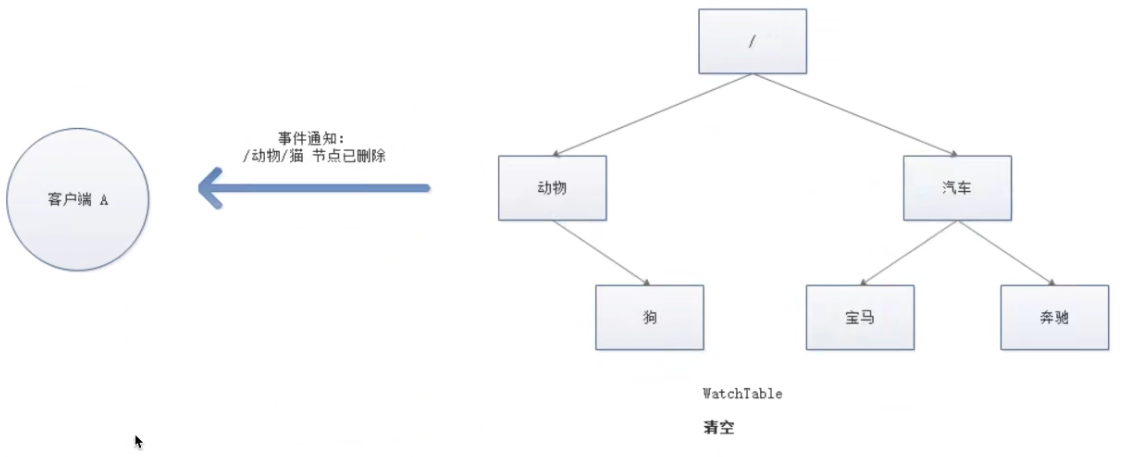 /
事件通知:
/动物/猫 节点已删除
客户端 A
动物
汽车
狗
宝马
奔驰
WatchTable
清空